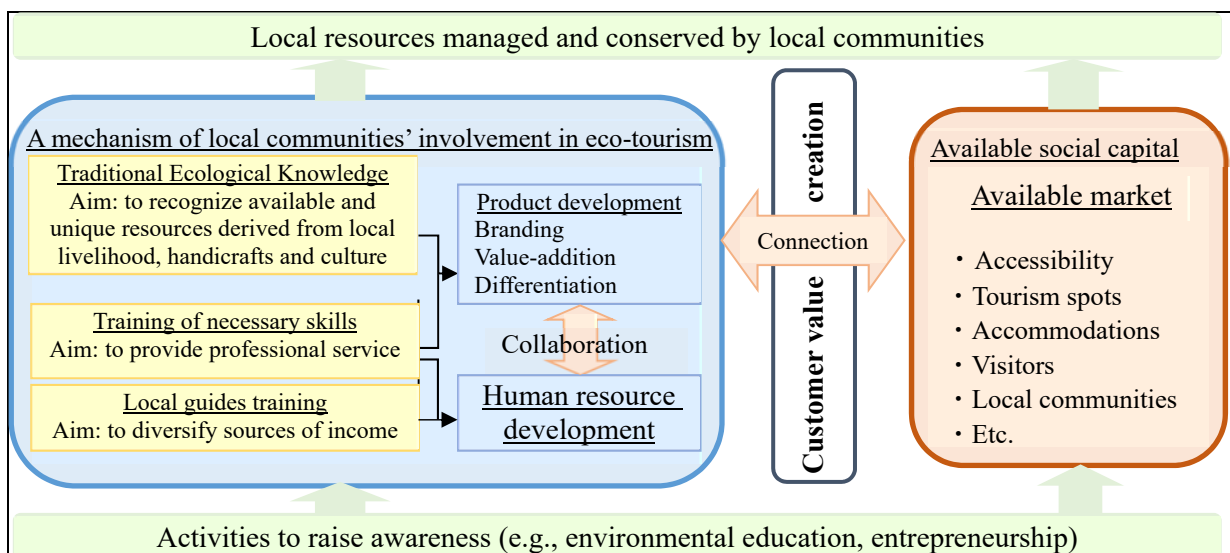 Local resources managed and conserved by local communities
A mechanism of local communities’ involvement in eco-tourism
Traditional Ecological Knowledge
Aim: to recognize available and
unique resources derived from local
livelihood, handicrafts and culture
Training of necessary skills
Aim: to provide professional service
Local guides training
Aim: to diversify sources of income
Product development
Branding
Value-addition
Differentiation
Collaboration
Human resource
development
Customer value creation
Connection
Available social capital
Available market
・Accessibility
・Tourism spots
・Accommodations
・Visitors
・Local communities
・Etc.
Activities to raise awareness (e.g., environmental education, entrepreneurship)